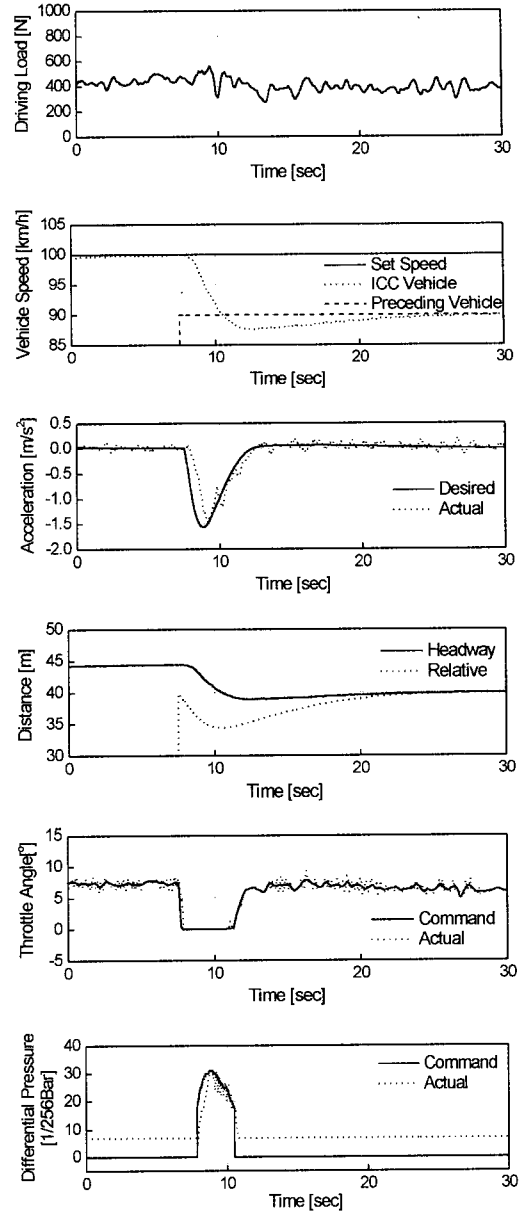 Driving Load [N]
1000
800
600
400
200
0
0 10 20 30
Time [sec]
Vehicle Speed [km/h]
105
100
95
90
85
Set Speed
ICC Vehicle
Preceding Vehicle
0 10 20 30
Time [sec]
Acceleration [m/s²]
0.5
0.0
-0.5
-1.0
-1.5
-2.0
Desired
Actual
0 10 20 30
Time [sec]
Distance [m]
50
45
40
35
30
Headway
Relative
0 10 20 30
Time [sec]
Throttle Angle[°]
15
10
5
0
-5
Command
Actual
0 10 20 30
Time [sec]
Differential Pressure
[1/256Bar]
40
30
20
10
0
Command
Actual
0 10 20 30
Time [sec]